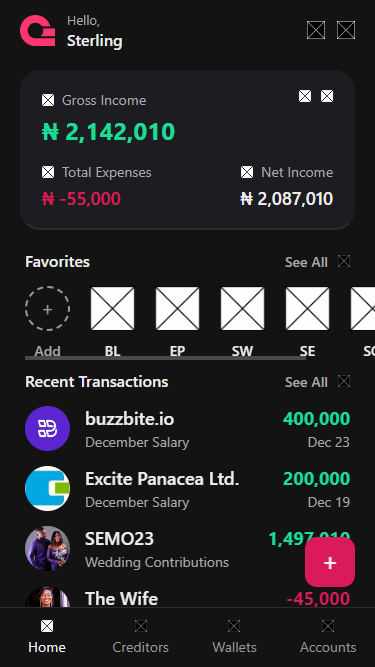 Hello,
Sterling
Gross Income
₦ 2,142,010
Total Expenses
Net Income
₦ -55,000
₦ 2,087,010
Favorites
See All
+
Add
BL
EP
SW
SE
Recent Transactions
See All
buzzbite.io
400,000
December Salary
Dec 23
Excite Panacea Ltd.
200,000
December Salary
Dec 19
SEMO23
1,497,010
Wedding Contributions
+
The Wife
-45,000
Home
Creditors
Wallets
Accounts